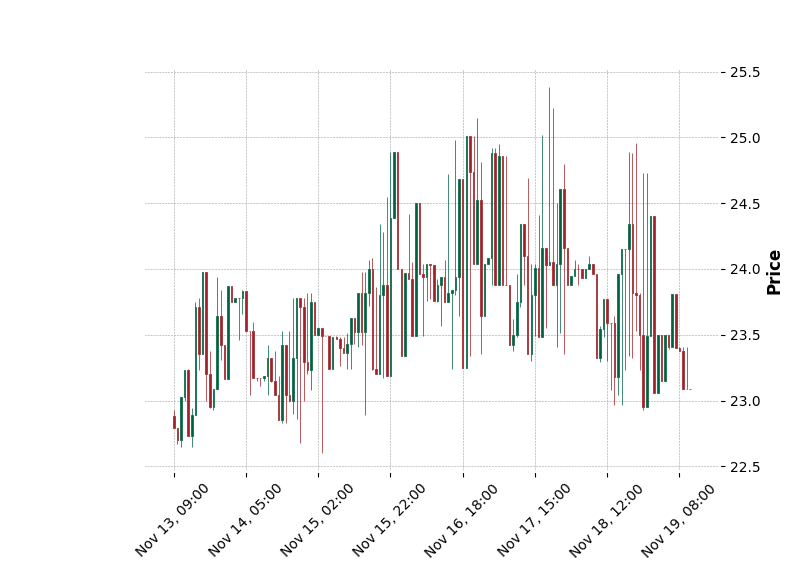 25.5
25.0
24.5
24.0
23.5
23.0
22.5
Price
Nov 13, 09:00
Nov 14, 05:00
Nov 15, 02:00
Nov 15, 22:00
Nov 16, 18:00
Nov 17, 15:00
Nov 18, 12:00
Nov 19, 08:00